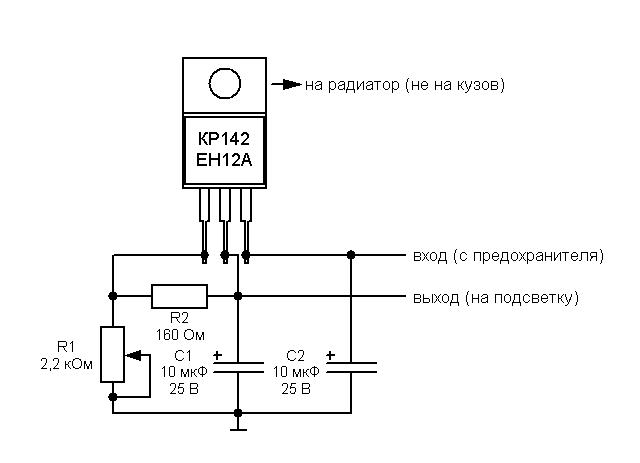 на радиатор (не на кузов)
КР142
ЕН12А
вход (с предохранителя)
выход (на подсветку)
R2
160 Ом
R1
2,2 кОм
+
C1
10 мкФ
25 В
+
C2
10 мкФ
25 В